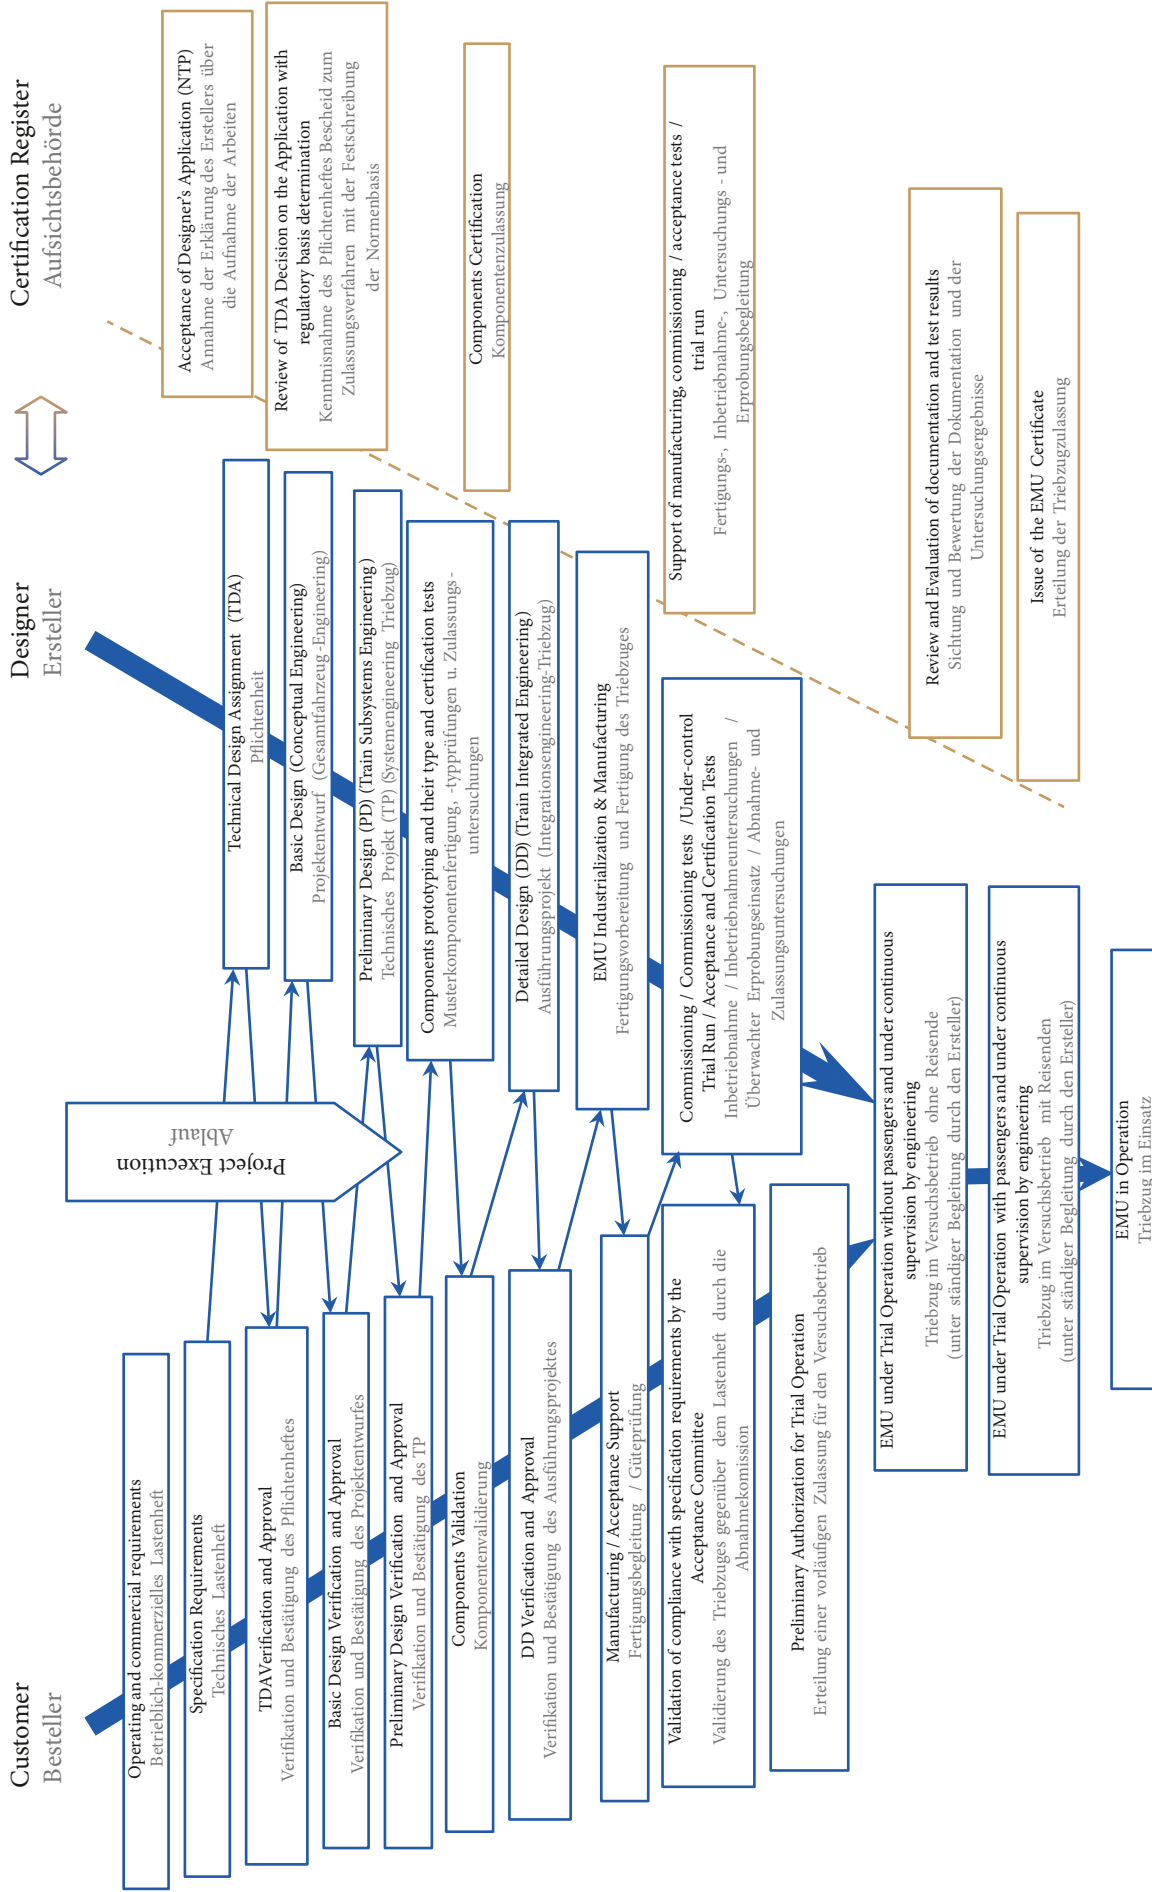 Customer
Besteller
Operating and commercial requirements
Betrieblich-kommerzielles Lastenheft
Specification Requirements
Technisches Lastenheft
TDAVerification and Approval
Verifikation und Bestätigung des Pflichtenheftes
Basic Design Verification and Approval
Verifikation und Bestätigung des Projektentwurfes
Preliminary Design Verification and Approval
Verifikation und Bestätigung des TP
Components Validation
Komponentenvalidierung
DD Verification and Approval
Verifikation und Bestätigung des Ausführungsprojektes
Manufacturing / Acceptance Support
Fertigungsbegleitung / Güteprüfung
Validation of compliance with specification requirements by the
Acceptance Committee
Validierung des Triebzuges gegenüber dem Lastenheft durch die
Abnahmekomission
Preliminary Authorization for Trial Operation
Erteilung einer vorläufigen Zulassung für den Versuchsbetrieb
Project Execution
Ablauf
Designer
Ersteller
Technical Design Assignment (TDA)
Pflichtenheit
Basic Design (Conceptual Engineering)
Projektentwurf (Gesamtfahrzeug-Engineering)
Preliminary Design (PD) (Train Subsystems Engineering)
Technisches Projekt (TP) (Systemengineering Triebzug)
Components prototyping and their type and certification tests
Musterkomponentenfertigung, -typprüfungen u. Zulassungs-
untersuchungen
Detailed Design (DD) (Train Integrated Engineering)
Ausführungsprojekt (Integrationsengineering-Triebzug)
EMU Industrialization & Manufacturing
Fertigungsvorbereitung und Fertigung des Triebzuges
Commissioning / Commissioning tests /Under-control
Trial Run / Acceptance and Certification Tests
Inbetriebnahme / Inbetriebnahmeuntersuchungen /
Überwachter Erprobungseinsatz / Abnahme- und
Zulassungsuntersuchungen
EMU under Trial Operation without passengers and under continuous
supervision by engineering
Triebzug im Versuchsbetrieb ohne Reisende
(unter ständiger Begleitung durch den Ersteller)
EMU under Trial Operation with passengers and under continuous
supervision by engineering
Triebzug im Versuchsbetrieb mit Reisenden
(unter ständiger Begleitung durch den Ersteller)
EMU in Operation
Triebzug im Einsatz
Certification Register
Aufsichtsbehörde
Acceptance of Designer's Application (NTP)
Annahme der Erklärung des Erstellers über
die Aufnahme der Arbeiten
Review of TDA Decision on the Application with
regulatory basis determination
Kenntnisnahme des Pflichtenheftes Bescheid zum
Zulassungsverfahren mit der Festschreibung
der Normenbasis
Components Certification
Komponentenzulassung
Support of manufacturing, commissioning / acceptance tests /
trial run
Fertigungs-, Inbetriebnahme-, Untersuchungs - und
Erprobungsbegleitung
Review and Evaluation of documentation and test results
Sichtung und Bewertung der Dokumentation und der
Untersuchungsergebnisse
Issue of the EMU Certificate
Erteilung der Triebzugzulassung